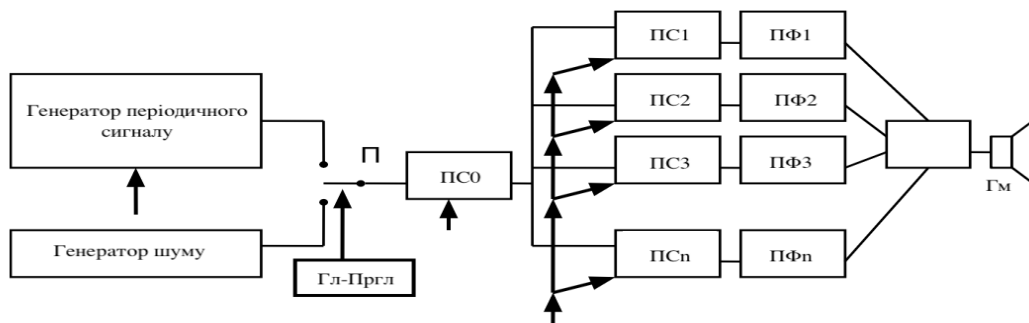 ПС1
ПФ1
Генератор періодичного
сигналу
ПС2
ПФ2
П
ПС0
ПС3
ПФ3
Гм
Генератор шуму
ПСn
ПФn
Гл-Пргл